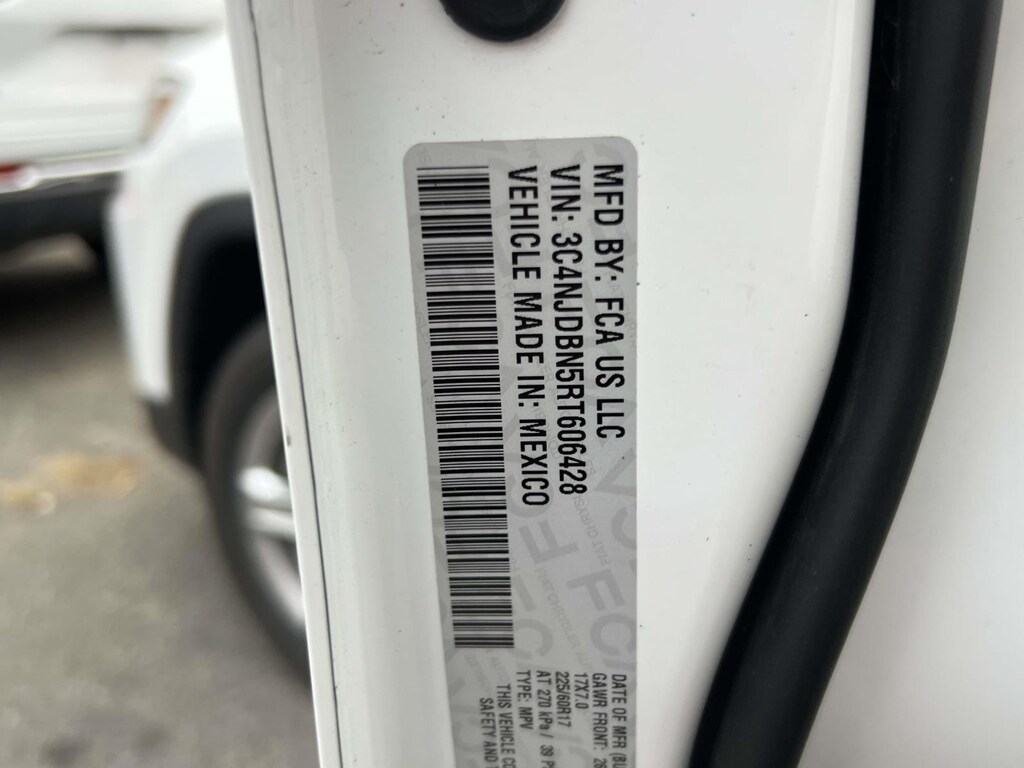 MFD BY: FCA US LLC
VIN: 3C4NJDBN5RT606428
VEHICLE MADE IN: MEXICO
DATE OF MFR
GAWR FRONT:
17X7.0
225/60R17
AT 270 kPa / 39
TYPE: MPV
THIS VEHICLE
SAFETY AND